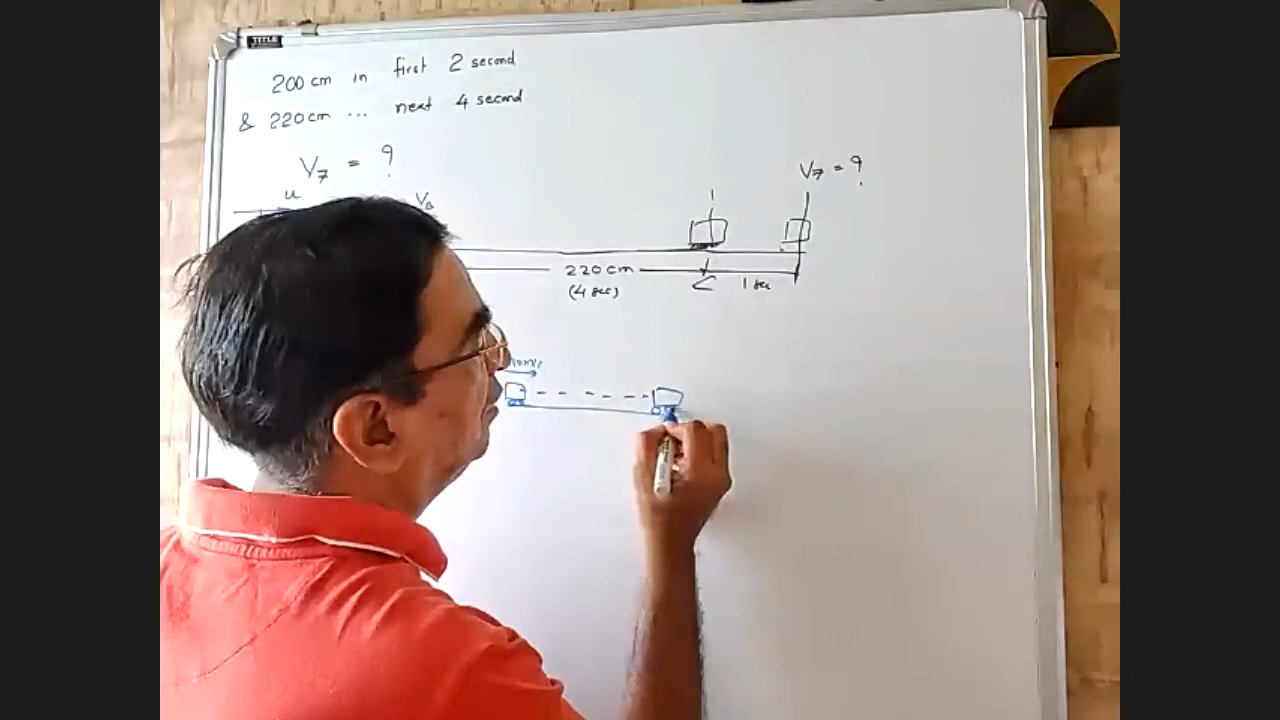 200 cm in first 2 second
& 220 cm ... next 4 second
V7 = ?
u
V7 = ?
220 cm
(4 sec)
C
1 sec